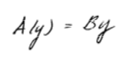 A(y) = By